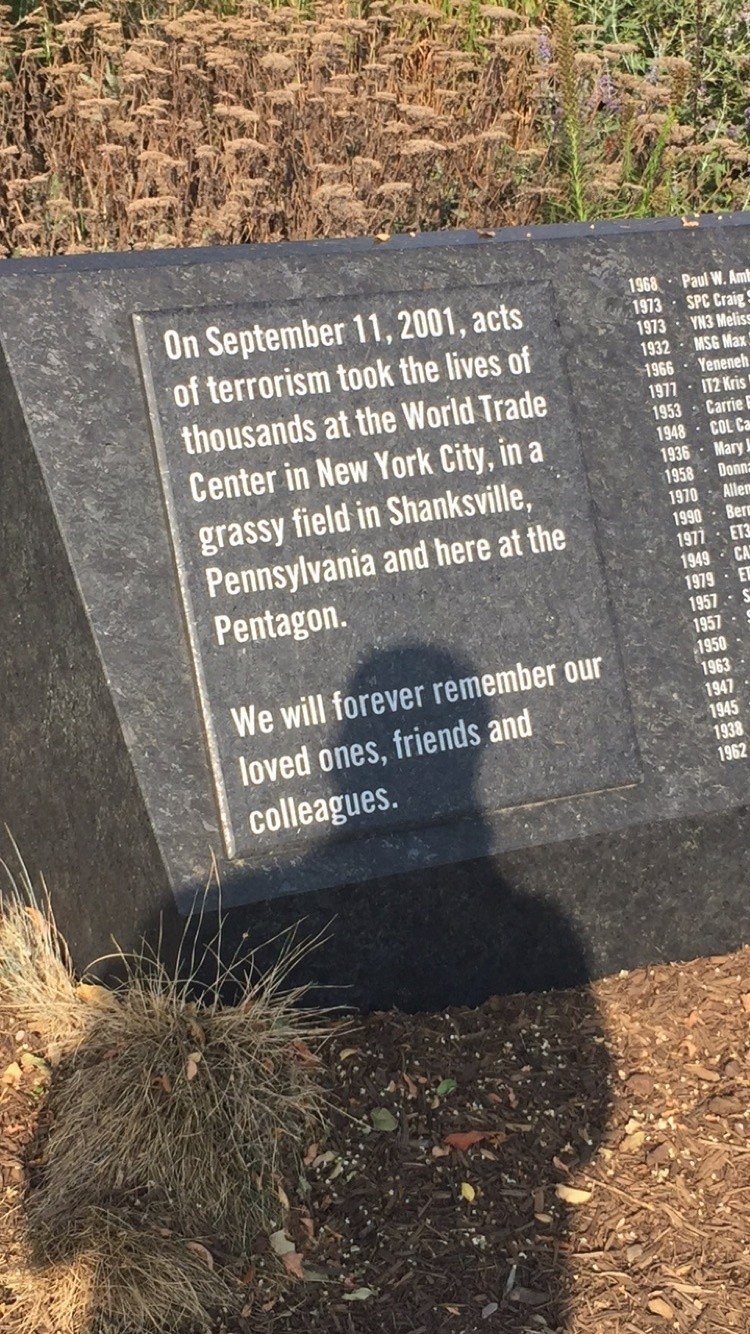 On September 11, 2001, acts
of terrorism took the lives of
thousands at the World Trade
Center in New York City, in a
grassy field in Shanksville,
Pennsylvania and here at the
Pentagon.
We will forever remember our
loved ones, friends and
colleagues.
1968 · Paul W. Amb
1973 · SPC Craig
1973 · YN3 Meliss
1932 · MSG Max
1966 · Yeneneh
1977 · IT2 Kris
1953 · Carrie
1948 · COL Ca
1936 · Mary J
1958 · Donna
1970 · Allen
1990 · Bern
1977 · ET3
1949 · CA
1979 · ET
1957 · S
1957 ·
1950 ·
1963
1947
1945
1938
1962